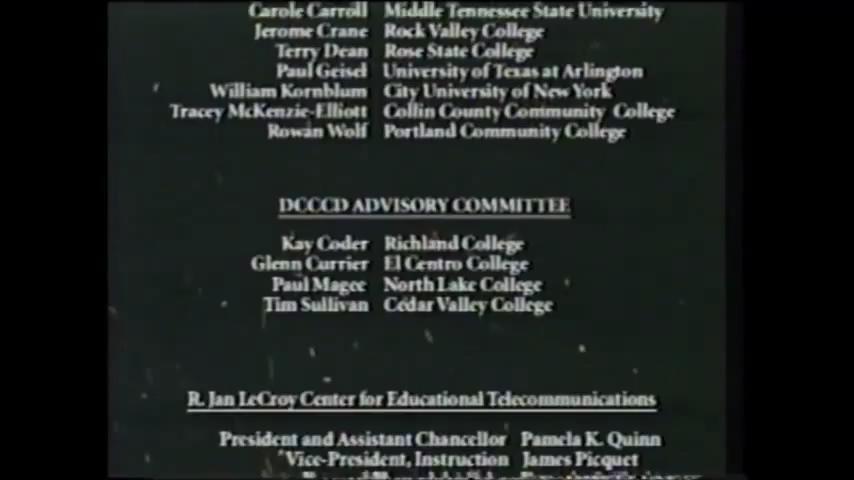 Carole Carroll Middle Tennessee State University
Jerome Crane Rock Valley College
Terry Dean Rose State College
Paul Geisel University of Texas at Arlington
William Kornblum City University of New York
Tracey McKenzie-Elliott Collin County Community College
Rowan Wolf Portland Community College
DCCCD ADVISORY COMMITTEE
Kay Coder Richland College
Glenn Currier El Centro College
Paul Magee North Lake College
Tim Sullivan Cedar Valley College
R. Jan LeCroy Center for Educational Telecommunications
President and Assistant Chancellor Pamela K. Quinn
Vice-President, Instruction James Picquet